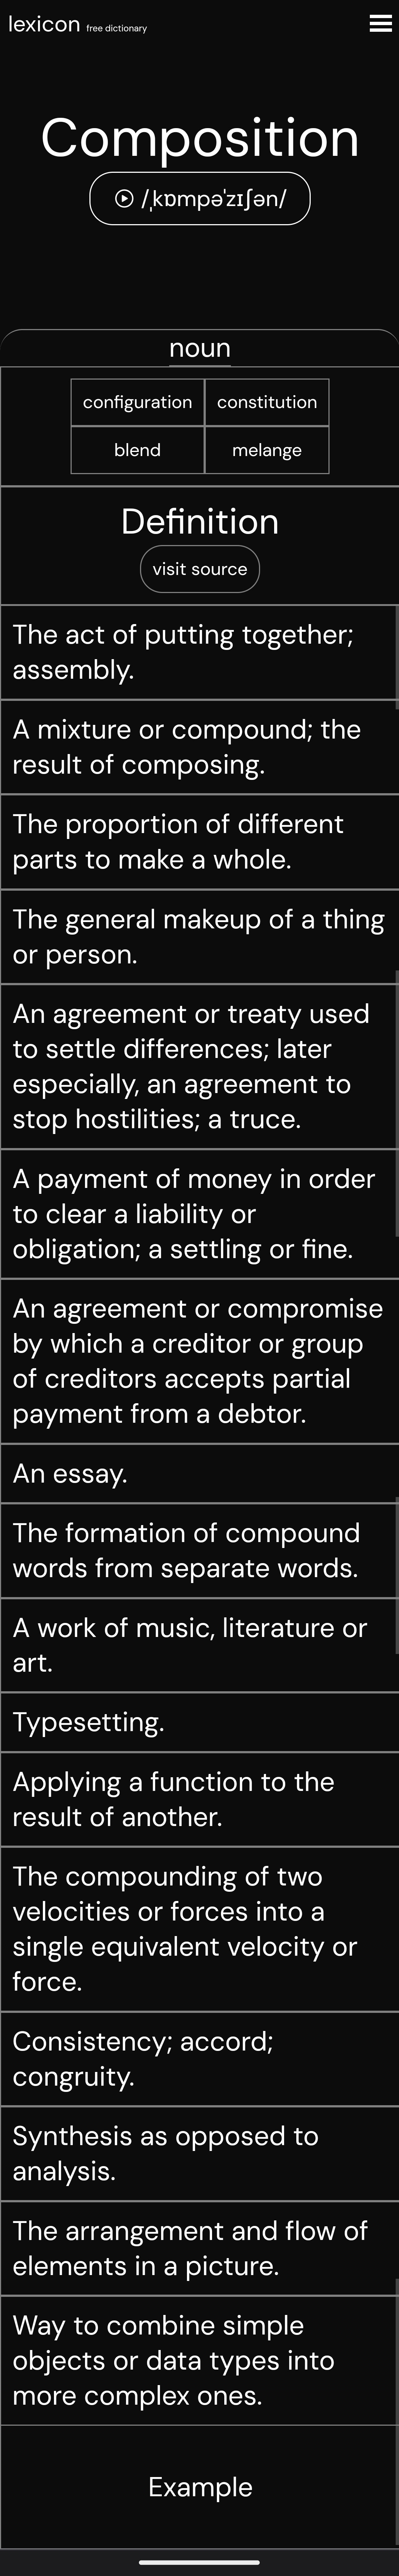 lexicon free dictionary
Composition
/ˌkɒmpəˈzɪʃən/
noun
configuration constitution
blend melange
Definition
visit source
The act of putting together;
assembly.
A mixture or compound; the
result of composing.
The proportion of different
parts to make a whole.
The general makeup of a thing
or person.
An agreement or treaty used
to settle differences; later
especially, an agreement to
stop hostilities; a truce.
A payment of money in order
to clear a liability or
obligation; a settling or fine.
An agreement or compromise
by which a creditor or group
of creditors accepts partial
payment from a debtor.
An essay.
The formation of compound
words from separate words.
A work of music, literature or
art.
Typesetting.
Applying a function to the
result of another.
The compounding of two
velocities or forces into a
single equivalent velocity or
force.
Consistency; accord;
congruity.
Synthesis as opposed to
analysis.
The arrangement and flow of
elements in a picture.
Way to combine simple
objects or data types into
more complex ones.
Example